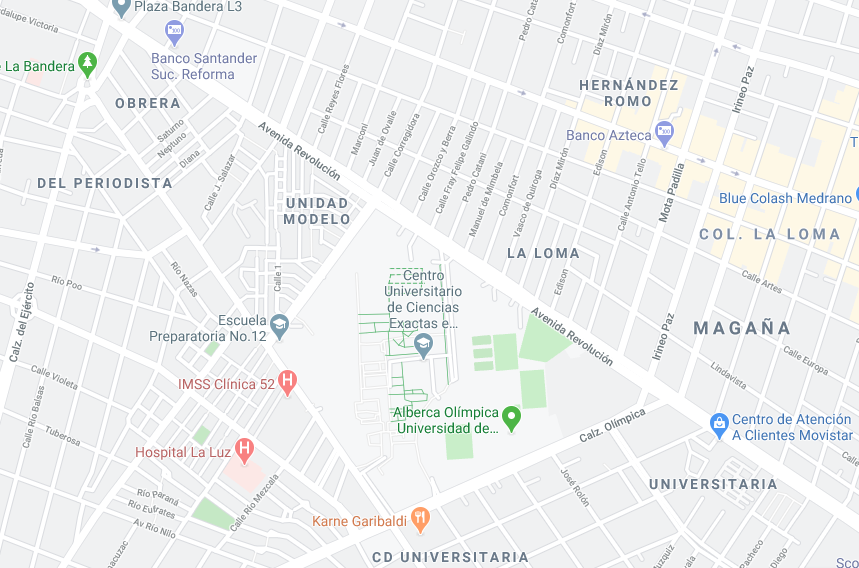 Plaza Bandera L3
Guadalupe Victoria
Banco Santander
Suc. Reforma
La Bandera
OBRERA
Pedro Cata
Comonfort
Díaz Mirón
HERNÁNDEZ
ROMO
Irineo Paz
Banco Azteca
Saturno
Neptuno
Diana
Avenida Revolución
Calle Reyes Flores
Marconi
Juan de Ovalle
Calle Corregidora
Calle Orozco y Berra
Calle Fray Felipe Galindo
Pedro Catani
Manuel de Mimbela
Comonfort
Vasco de Quiroga
Díaz Mirón
Edison
Calle Antonio Tello
Mota Padilla
Blue Colash Medrano
DEL PERIODISTA
Calle J. Salazar
UNIDAD
MODELO
COL. LA LOMA
LA LOMA
Calle 1
Río Nazas
Río Poo
Calz. del Ejército
Centro
Universitario
de Ciencias
Exactas e...
Edison
Calle Artes
Escuela
Preparatoria No.12
Avenida Revolución
MAGAÑA
Irineo Paz
Calle Europa
Lindavista
Calle Violeta
IMSS Clínica 52
Calle Río Balsas
Tuberosa
Alberca Olímpica
Universidad de...
Calz. Olímpica
Centro de Atención
A Clientes Movistar
Hospital La Luz
Calle Río Mezcala
Río Paraná
Río Eufrates
Av Río Nilo
José Rolón
UNIVERSITARIA
Karne Garibaldi
CD UNIVERSITARIA
Pacheco
Diego